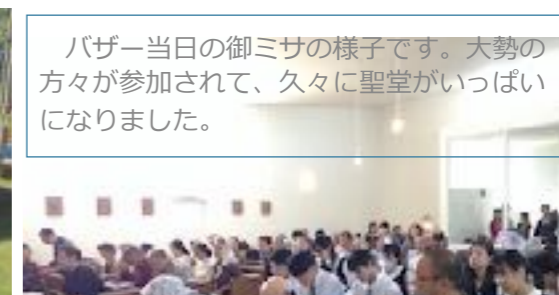 バザー当日の御ミサの様子です。大勢の
方々が参加されて、久々に聖堂がいっぱい
になりました。